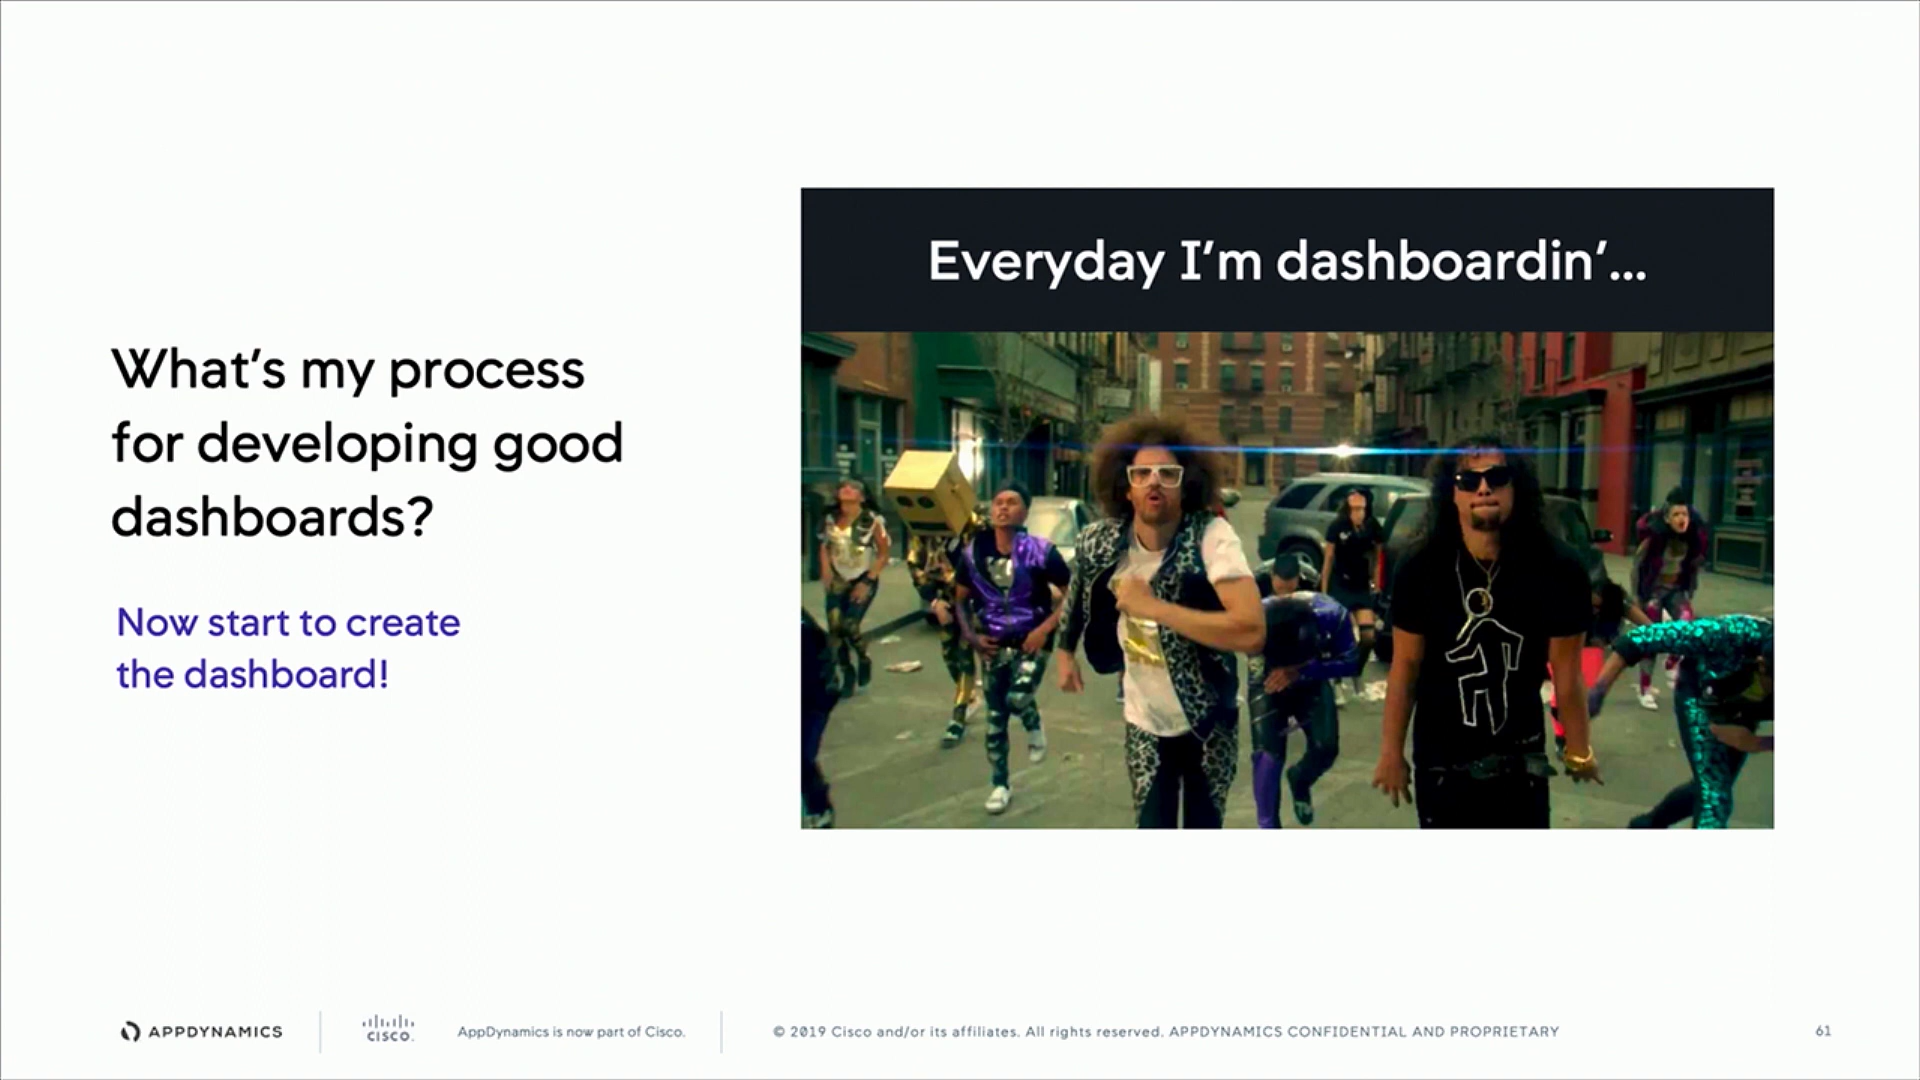 Everyday I’m dashboardin’...
What’s my process
for developing good
dashboards?
Now start to create
the dashboard!
APPDYNAMICS
CISCO.
AppDynamics is now part of Cisco.
© 2019 Cisco and/or its affiliates. All rights reserved. APPDYNAMICS CONFIDENTIAL AND PROPRIETARY
61